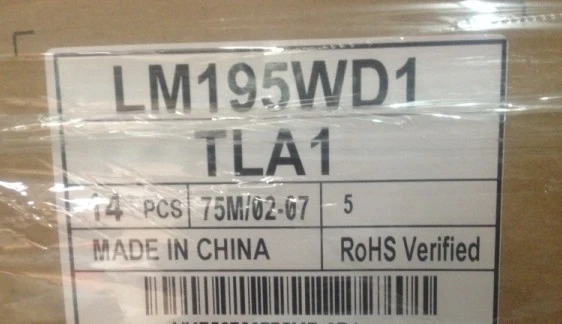 LM195WD1
TLA1
14 PCS 75M/02-07 5
MADE IN CHINA RoHS Verified